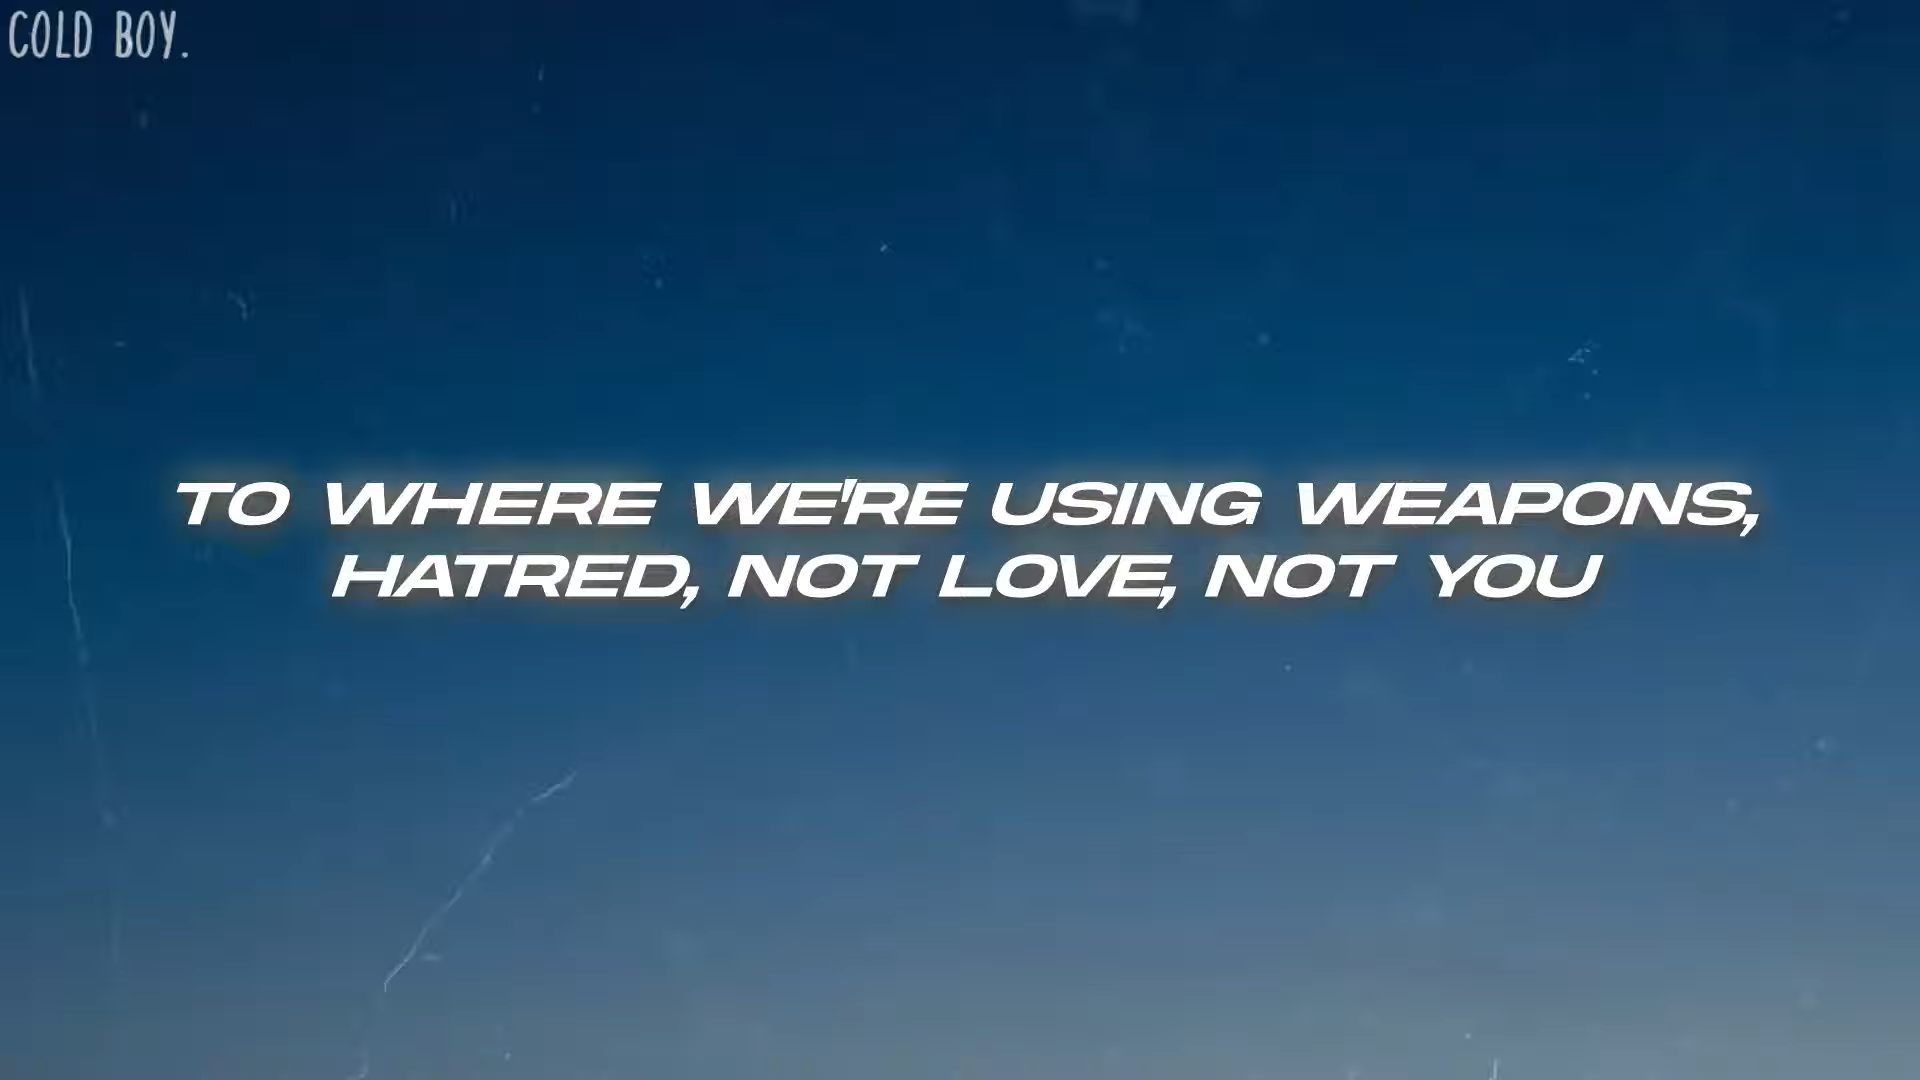 COLD BOY.
TO WHERE WE'RE USING WEAPONS,
HATRED, NOT LOVE, NOT YOU